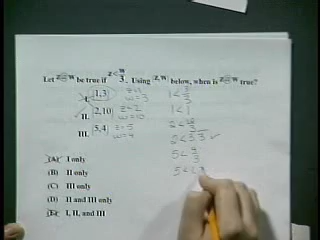 Let z w be true if z < w/3. Using z, w below, when is z w true?
I. 1,3 z=1 w=3 1 < 3/3
1 < 1
II. 2,10 z=2 w=10 2 < 10/3
2 < 3.3 ✓
III. 5,4 z=5 w=4 5 < 4/3
5 < 1.3
(A) I only
(B) II only
(C) III only
(D) II and III only
(E) I, II, and III